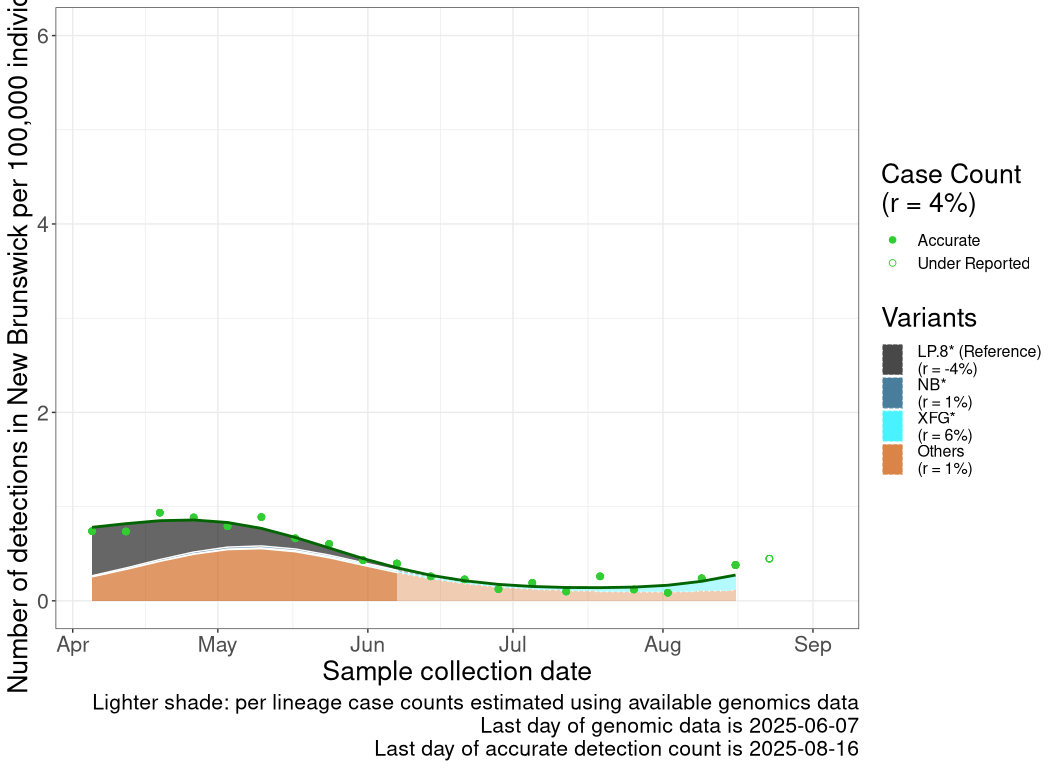 Number of detections in New Brunswick per 100,000
6
4
2
0
Apr
May
Jun
Jul
Aug
Sep
Sample collection date
Case Count
(r = 4%)
Accurate
Under Reported
Variants
LP.8* (Reference)
(r = -4%)
NB*
(r = 1%)
XFG*
(r = 6%)
Others
(r = 1%)
Lighter shade: per lineage case counts estimated using available genomics data
Last day of genomic data is 2025-06-07
Last day of accurate detection count is 2025-08-16